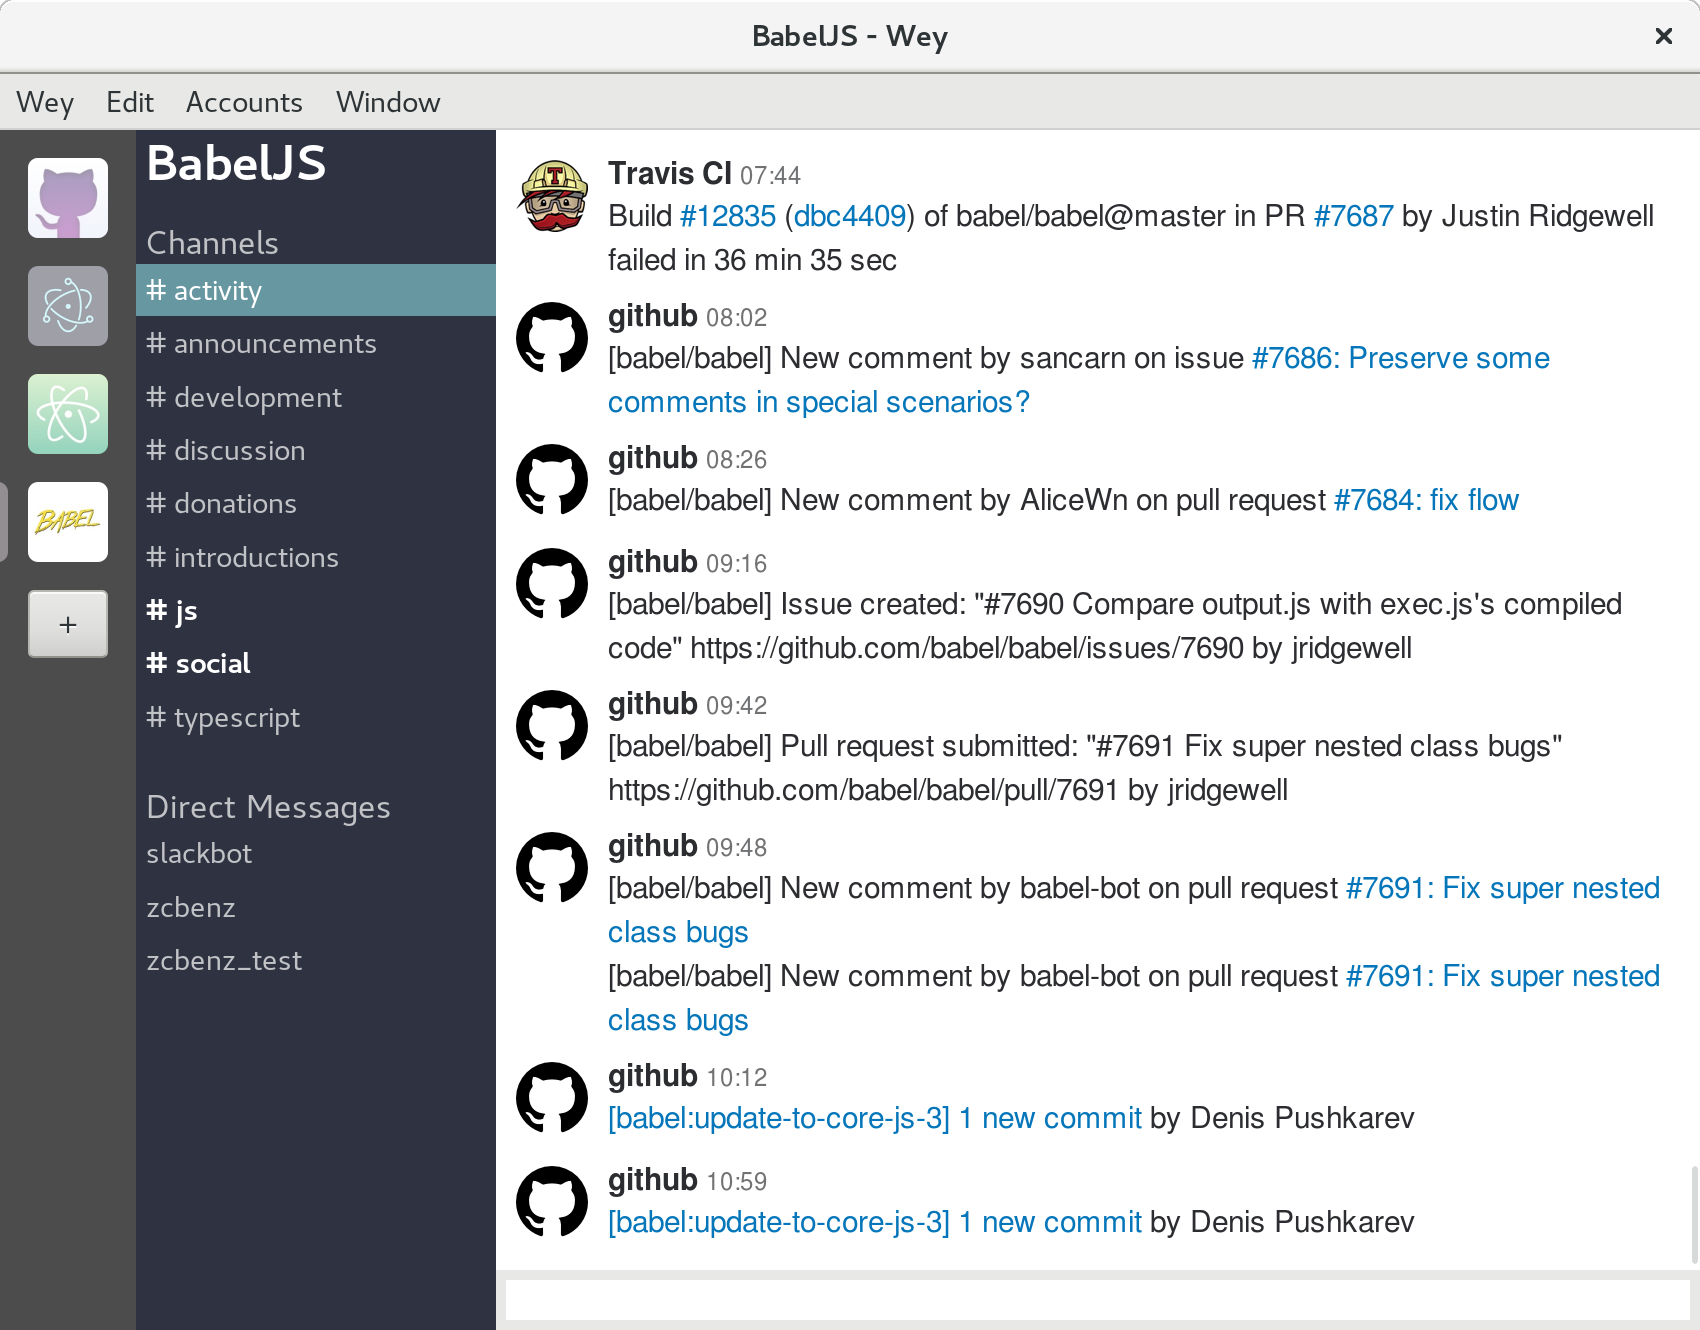 BabelJS - Wey
Wey Edit Accounts Window
BABEL
+
BabelJS
Channels
# activity
# announcements
# development
# discussion
# donations
# introductions
# js
# social
# typescript
Direct Messages
slackbot
zcbenz
zcbenz_test
T
Travis CI 07:44
Build #12835 (dbc4409) of babel/babel@master in PR #7687 by Justin Ridgewell
failed in 36 min 35 sec
github 08:02
[babel/babel] New comment by sancarn on issue #7686: Preserve some
comments in special scenarios?
github 08:26
[babel/babel] New comment by AliceWn on pull request #7684: fix flow
github 09:16
[babel/babel] Issue created: "#7690 Compare output.js with exec.js's compiled
code" https://github.com/babel/babel/issues/7690 by jridgewell
github 09:42
[babel/babel] Pull request submitted: "#7691 Fix super nested class bugs"
https://github.com/babel/babel/pull/7691 by jridgewell
github 09:48
[babel/babel] New comment by babel-bot on pull request #7691: Fix super nested
class bugs
[babel/babel] New comment by babel-bot on pull request #7691: Fix super nested
class bugs
github 10:12
[babel:update-to-core-js-3] 1 new commit by Denis Pushkarev
github 10:59
[babel:update-to-core-js-3] 1 new commit by Denis Pushkarev